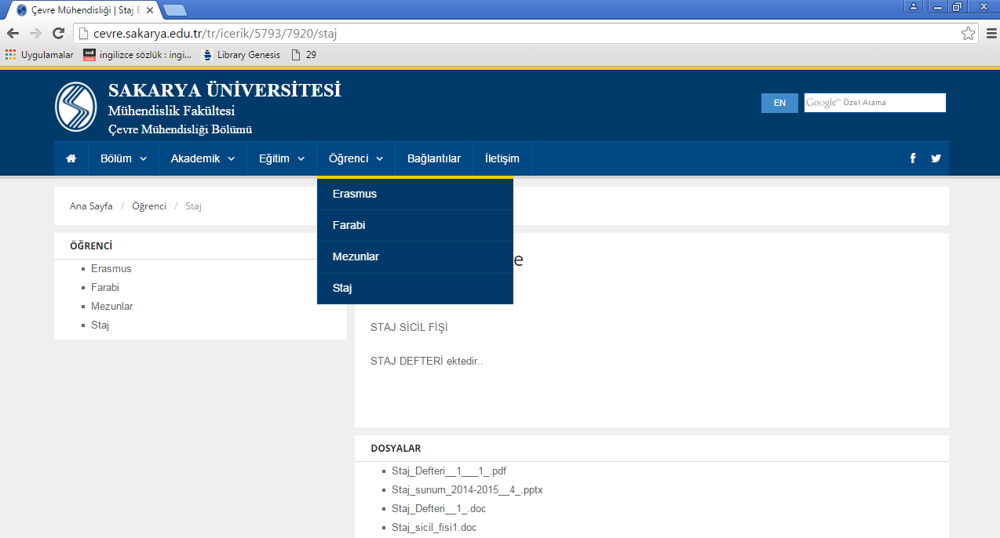 Çevre Mühendisliği | Staj
cevre.sakarya.edu.tr/tr/icerik/5793/7920/staj
Uygulamalar
sesli
sözlük
ingilizce sözlük : ingi...
Library Genesis
29
SAKARYA ÜNİVERSİTESİ
Mühendislik Fakültesi
Çevre Mühendisliği Bölümü
EN
Google™ Özel Arama
Bölüm
Akademik
Eğitim
Öğrenci
Bağlantılar
İletişim
Erasmus
Farabi
Mezunlar
Staj
Ana Sayfa / Öğrenci / Staj
ÖĞRENCİ
Erasmus
Farabi
Mezunlar
Staj
e
STAJ SİCİL FİŞİ
STAJ DEFTERİ ektedir..
DOSYALAR
Staj_Defteri__1___1_.pdf
Staj_sunum_2014-2015__4_.pptx
Staj_Defteri__1_.doc
Staj_sicil_fisi1.doc